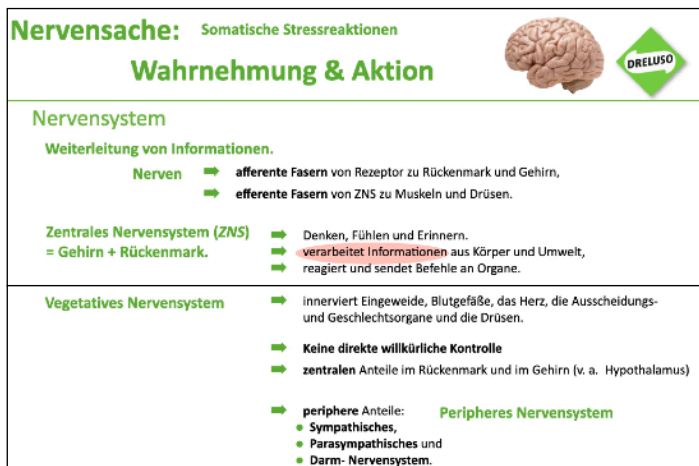 Nervensache: Somatische Stressreaktionen
Wahrnehmung & Aktion
DRELUSO
Nervensystem
Weiterleitung von Informationen.
Nerven ➡ afferente Fasern von Rezeptor zu Rückenmark und Gehirn,
➡ efferente Fasern von ZNS zu Muskeln und Drüsen.
Zentrales Nervensystem (ZNS) ➡ Denken, Fühlen und Erinnern.
= Gehirn + Rückenmark. ➡ verarbeitet Informationen aus Körper und Umwelt,
➡ reagiert und sendet Befehle an Organe.
Vegetatives Nervensystem ➡ innerviert Eingeweide, Blutgefäße, das Herz, die Ausscheidungs-
und Geschlechtsorgane und die Drüsen.
➡ Keine direkte willkürliche Kontrolle
➡ zentralen Anteile im Rückenmark und im Gehirn (v. a. Hypothalamus)
➡ periphere Anteile: Peripheres Nervensystem
• Sympathisches,
• Parasympathisches und
• Darm- Nervensystem.